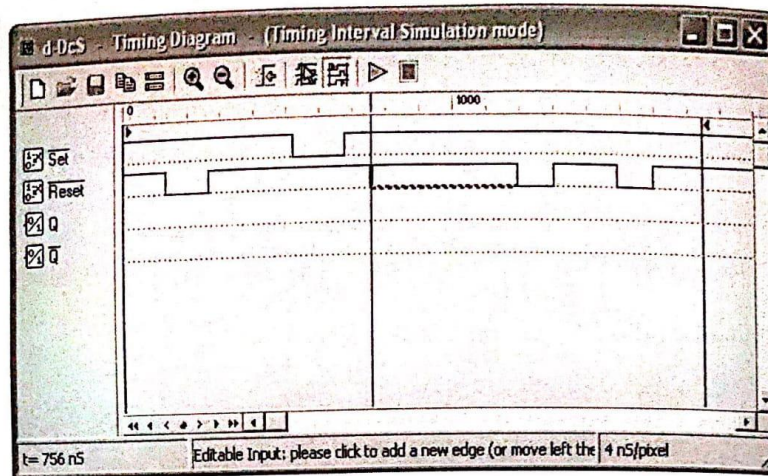 d-DcS - Timing Diagram - (Timing Interval Simulation mode)
0 1000
Set
Reset
Q
Q
t= 756 nS Editable Input; please click to add a new edge (or move left the 4 nS/pixel